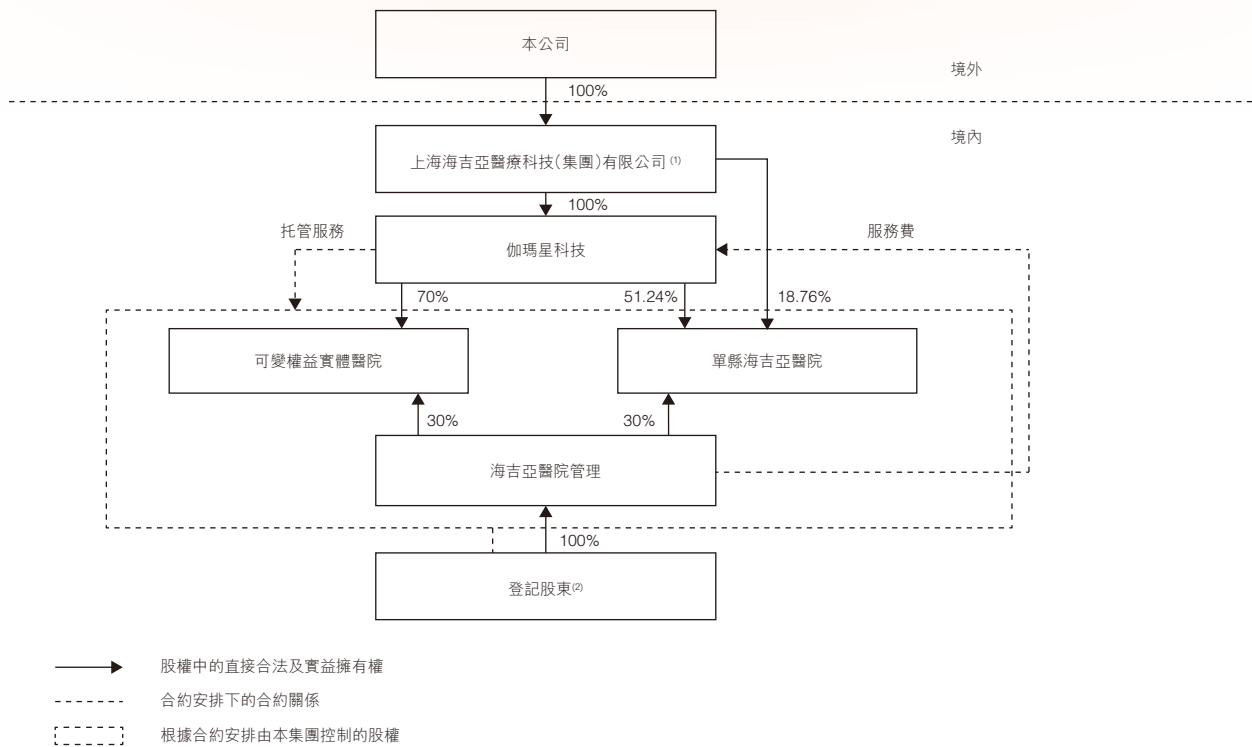 本公司
境外
100%
境內
上海海吉亞醫療科技(集團)有限公司(1)
100%
托管服務
服務費
伽瑪星科技
70%
51.24%
18.76%
可變權益實體醫院
單縣海吉亞醫院
30%
30%
海吉亞醫院管理
100%
登記股東(2)
股權中的直接合法及實益擁有權
合約安排下的合約關係
根據合約安排由本集團控制的股權